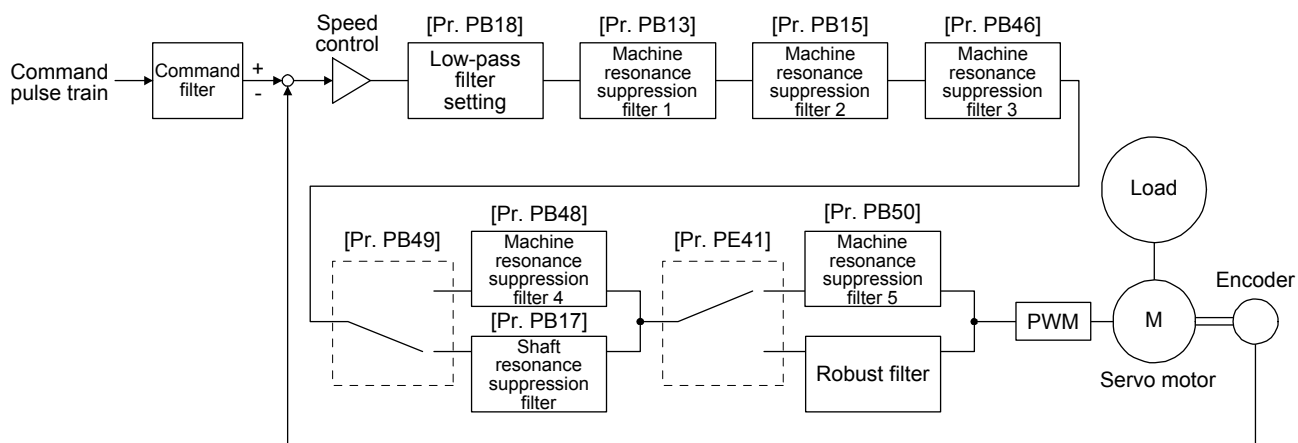 Command
pulse train
Command
filter
+
-
Speed
control
[Pr. PB18]
Low-pass
filter
setting
[Pr. PB13]
Machine
resonance
suppression
filter 1
[Pr. PB15]
Machine
resonance
suppression
filter 2
[Pr. PB46]
Machine
resonance
suppression
filter 3
[Pr. PB49]
[Pr. PB48]
Machine
resonance
suppression
filter 4
[Pr. PB17]
Shaft
resonance
suppression
filter
[Pr. PE41]
[Pr. PB50]
Machine
resonance
suppression
filter 5
Robust filter
PWM
Load
M
Servo motor
Encoder